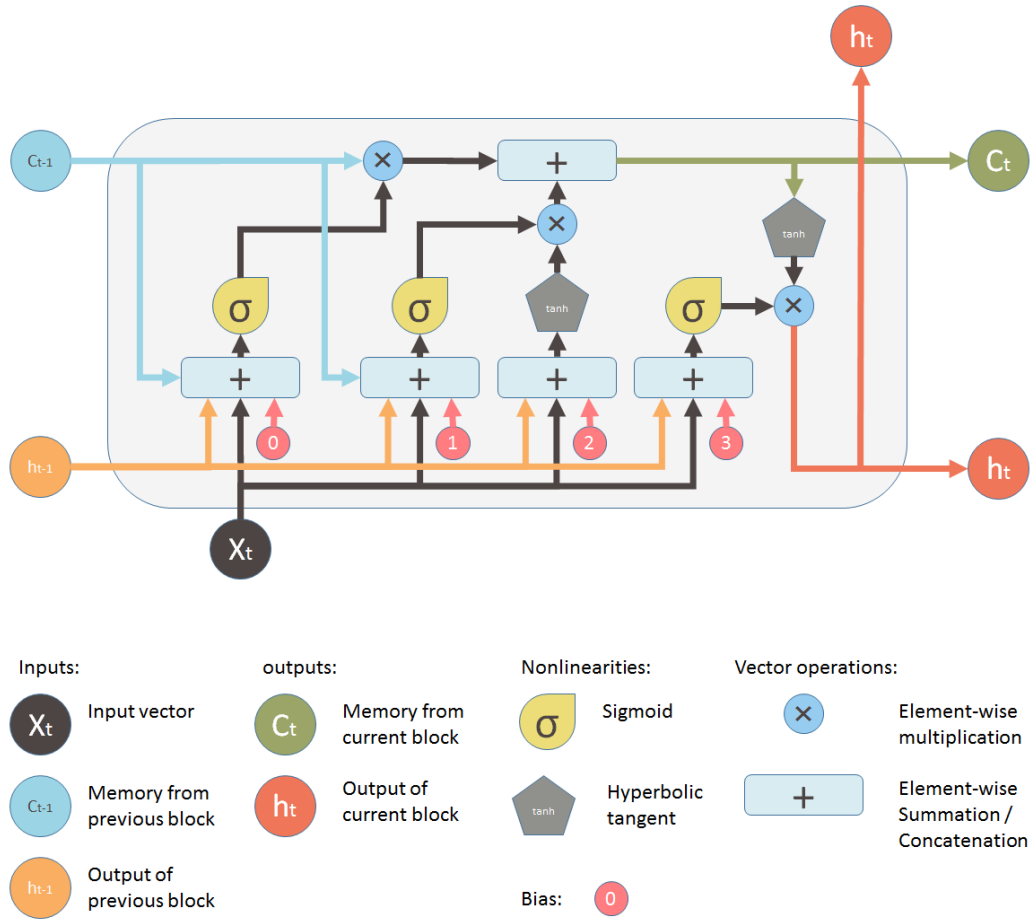 ht
Ct-1
×
+
Ct
×
tanh
σ
σ
tanh
σ
×
+
+
+
+
0
1
2
3
ht-1
ht
Xt
Inputs:
outputs:
Nonlinearities:
Vector operations:
Xt
Input vector
Ct
Memory from
current block
σ
Sigmoid
×
Element-wise
multiplication
Ct-1
Memory from
previous block
ht
Output of
current block
tanh
Hyperbolic
tangent
+
Element-wise
Summation /
Concatenation
ht-1
Output of
previous block
Bias:
0